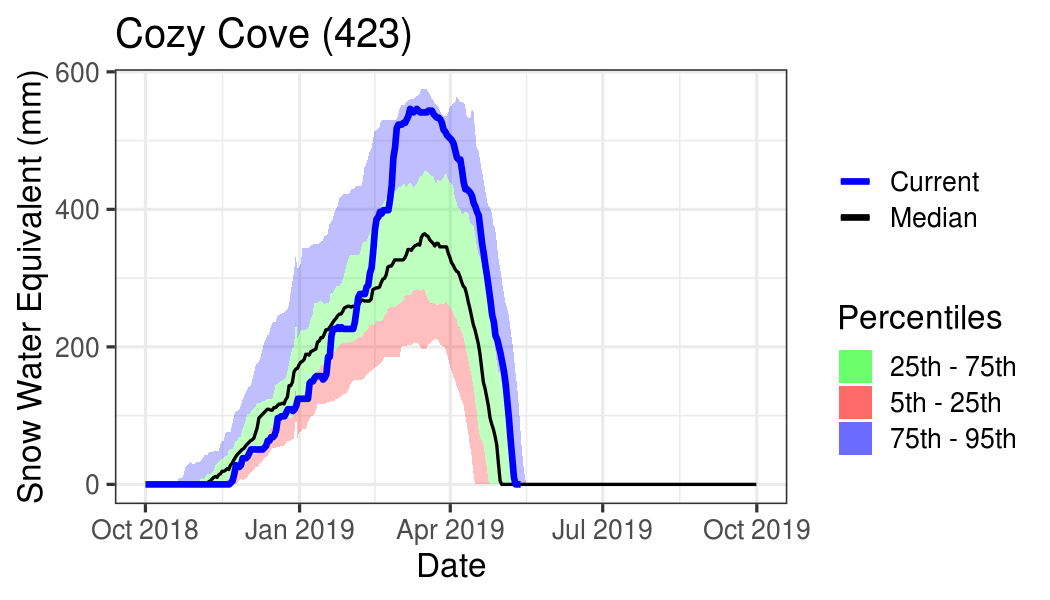 Cozy Cove (423)
Snow Water Equivalent (mm)
600
400
200
0
Oct 2018
Jan 2019
Apr 2019
Jul 2019
Oct 2019
Date
Current
Median
Percentiles
25th - 75th
5th - 25th
75th - 95th